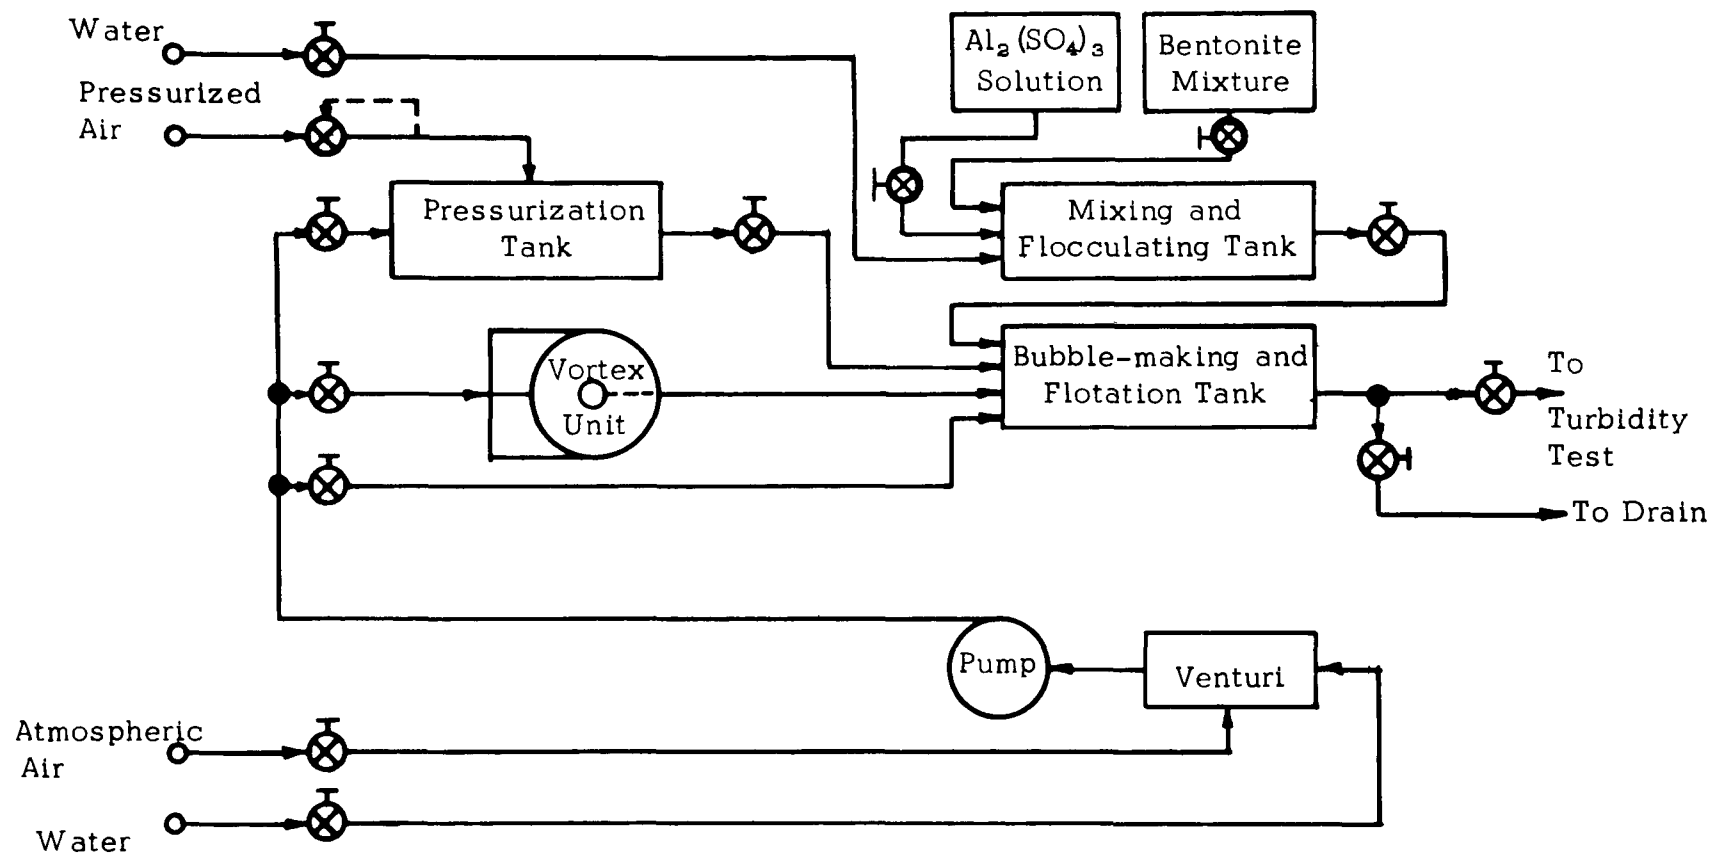 Water
Pressurized
Air
Al₂(SO₄)₃
Solution
Bentonite
Mixture
Pressurization
Tank
Mixing and
Flocculating Tank
Vortex
Unit
Bubble-making and
Flotation Tank
To
Turbidity
Test
To Drain
Pump
Venturi
Atmospheric
Air
Water